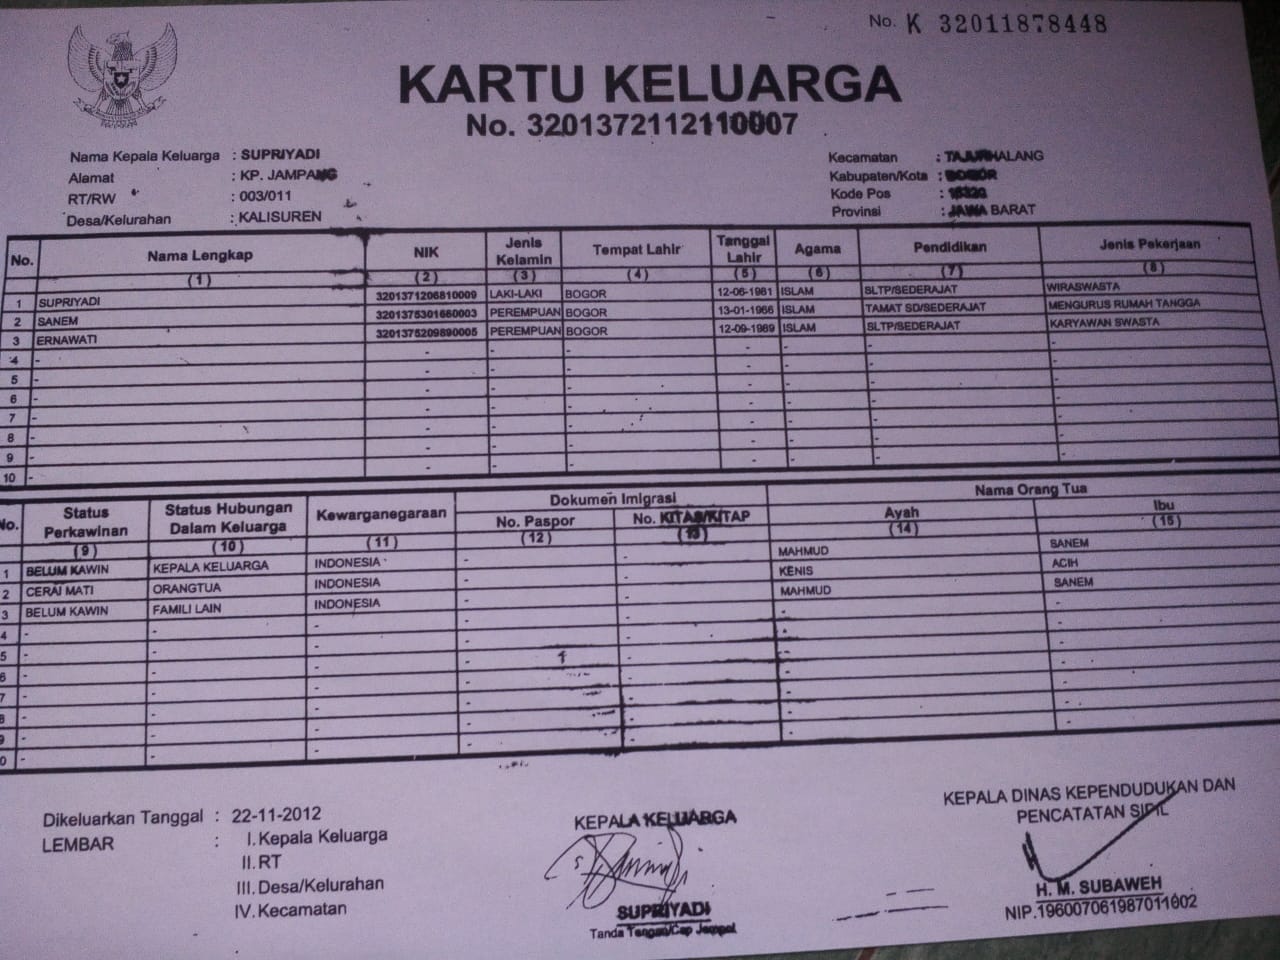 No. K 32011878448
KARTU KELUARGA
No. 3201372112110007
Nama Kepala Keluarga : SUPRIYADI
Alamat : KP. JAMPANG
RT/RW : 003/011
Desa/Kelurahan : KALISUREN
Kecamatan : TAJURHALANG
Kabupaten/Kota : BOGOR
Kode Pos :
Provinsi : JAWA BARAT
No. Nama Lengkap NIK Jenis Kelamin Tempat Lahir Tanggal Lahir Agama Pendidikan Jenis Pekerjaan
(1) (2) (3) (4) (5) (6) (7) (8)
1 SUPRIYADI 3201371206810009 LAKI-LAKI BOGOR 12-06-1981 ISLAM SLTP/SEDERAJAT WIRASWASTA
2 SANEM 3201375301660003 PEREMPUAN BOGOR 13-01-1966 ISLAM TAMAT SD/SEDERAJAT MENGURUS RUMAH TANGGA
3 ERNAWATI 3201375209890005 PEREMPUAN BOGOR 12-09-1989 ISLAM SLTP/SEDERAJAT KARYAWAN SWASTA
4 - - - - - - - -
5 - - - - - - - -
6 - - - - - - - -
7 - - - - - - - -
8 - - - - - - - -
9 - - - - - - - -
10 - - - - - - - -
No. Status Perkawinan Status Hubungan Dalam Keluarga Kewarganegaraan Dokumen Imigrasi Nama Orang Tua
No. Paspor No. KITAS/KITAP Ayah Ibu
(9) (10) (11) (12) (13) (14) (15)
1 BELUM KAWIN KEPALA KELUARGA INDONESIA - - MAHMUD SANEM
2 CERAI MATI ORANGTUA INDONESIA - - KENIS ACIH
3 BELUM KAWIN FAMILI LAIN INDONESIA - - MAHMUD SANEM
4 - - - - - - -
5 - - - - - - -
6 - - - - - - -
7 - - - - - - -
8 - - - - - - -
9 - - - - - - -
0 - - - - - - -
Dikeluarkan Tanggal : 22-11-2012
LEMBAR : I. Kepala Keluarga
II. RT
III. Desa/Kelurahan
IV. Kecamatan
KEPALA KELUARGA
SUPRIYADI
Tanda Tangan/Cap Jempol
KEPALA DINAS KEPENDUDUKAN DAN
PENCATATAN SIPIL
H. M. SUBAWEH
NIP. 196007061987011002